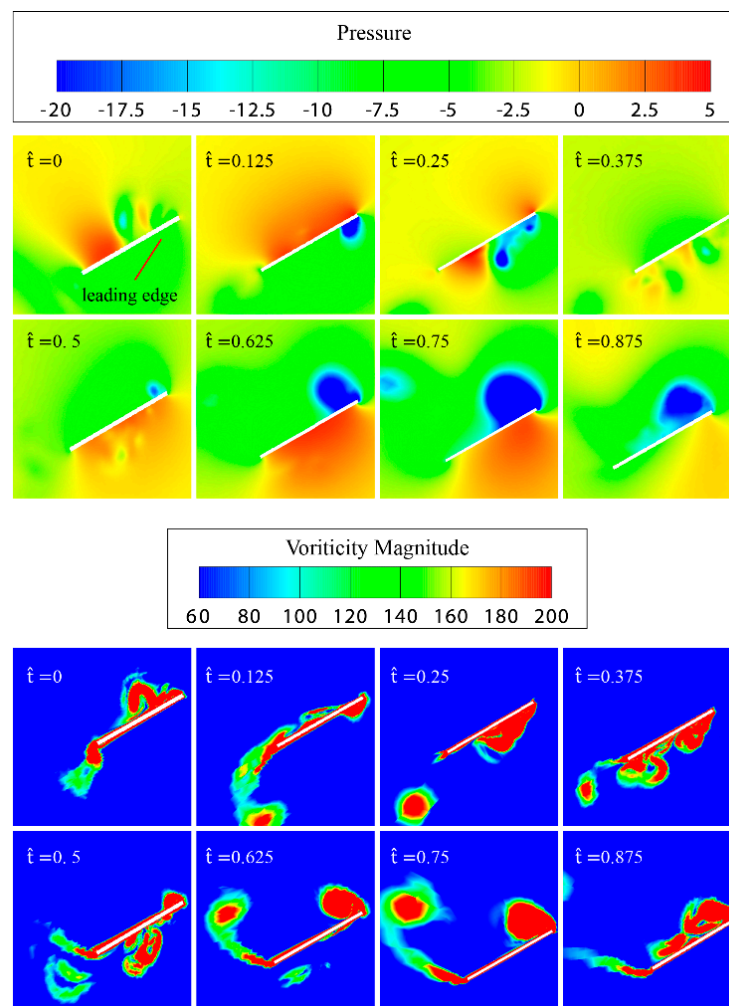 Pressure
-20 -17.5 -12.5 -10 -7.5 -5 -2.5 0 2.5 5
t̂ =0 t̂ =0.125 t̂ =0.25 t̂ =0.375
leading edge
t̂ =0. 5 t̂ =0.625 t̂ =0.75 t̂ =0.875
Voriticity Magnitude
60 80 100 120 140 160 180 200
t̂ =0 t̂ =0.125 t̂ =0.25 t̂ =0.375
t̂ =0. 5 t̂ =0.625 t̂ =0.75 t̂ =0.875